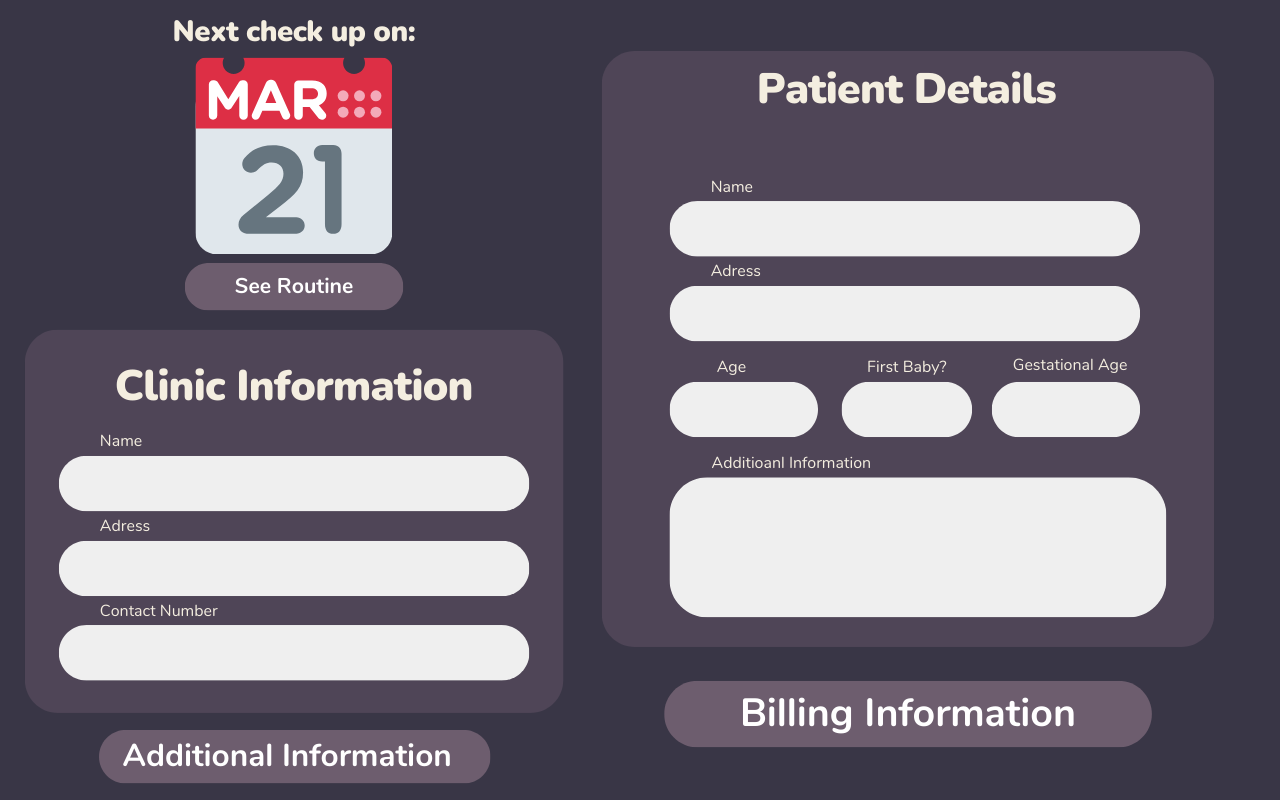 Next check up on:
MAR
21
See Routine
Clinic Information
Name
Adress
Contact Number
Additional Information
Patient Details
Name
Adress
Age First Baby? Gestational Age
Additioanl Information
Billing Information